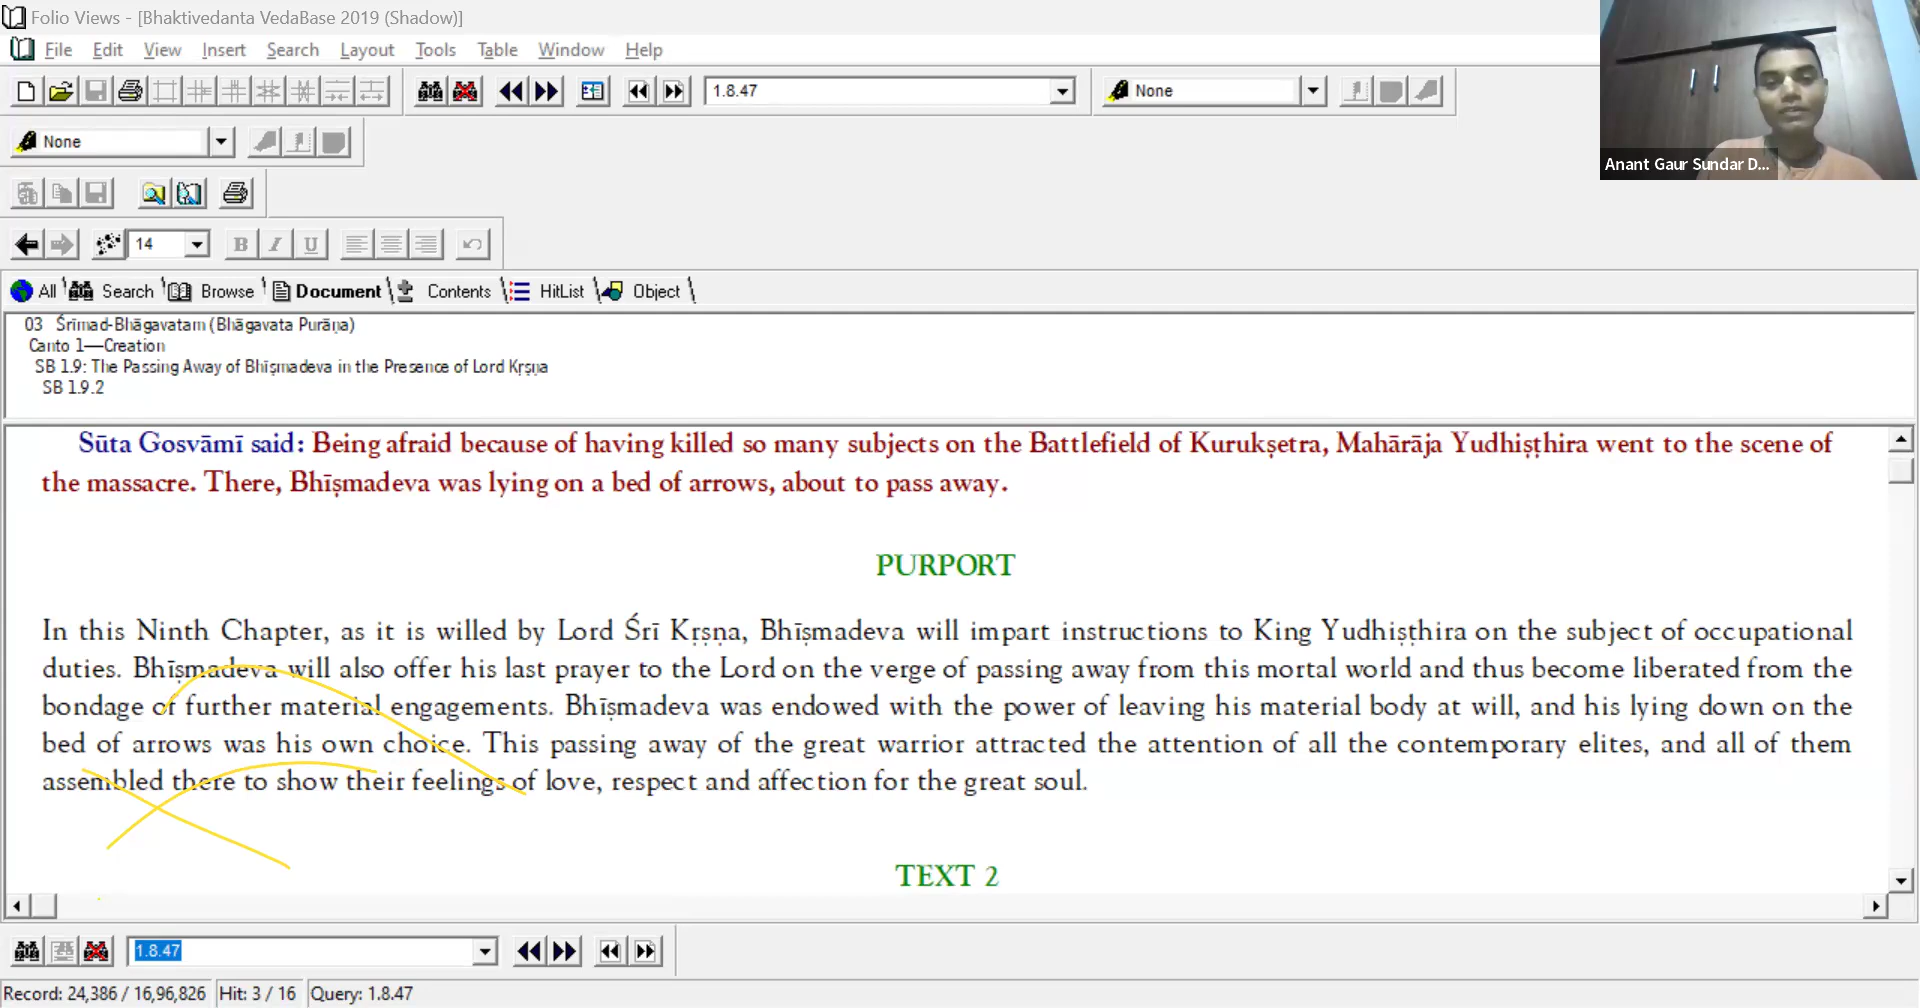 Folio Views - [Bhaktivedanta VedaBase 2019 (Shadow)]
File Edit View Insert Search Layout Tools Table Window Help
1.8.47 None
Anant Gaur Sundar D...
None
14 B I U
All Search Browse Document Contents HitList Object
03 Śrīmad-Bhāgavatam (Bhāgavata Purāṇa)
Canto 1—Creation
SB 1.9: The Passing Away of Bhīṣmadeva in the Presence of Lord Kṛṣṇa
SB 1.9.2
Sūta Gosvāmī said: Being afraid because of having killed so many subjects on the Battlefield of Kurukṣetra, Mahārāja Yudhiṣṭhira went to the scene of
the massacre. There, Bhīṣmadeva was lying on a bed of arrows, about to pass away.
PURPORT
In this Ninth Chapter, as it is willed by Lord Śrī Kṛṣṇa, Bhīṣmadeva will impart instructions to King Yudhiṣṭhira on the subject of occupational
duties. Bhīṣmadeva will also offer his last prayer to the Lord on the verge of passing away from this mortal world and thus become liberated from the
bondage of further material engagements. Bhīṣmadeva was endowed with the power of leaving his material body at will, and his lying down on the
bed of arrows was his own choice. This passing away of the great warrior attracted the attention of all the contemporary elites, and all of them
assembled there to show their feelings of love, respect and affection for the great soul.
TEXT 2
1.8.47
Record: 24,386 / 16,96,826 Hit: 3 / 16 Query: 1.8.47